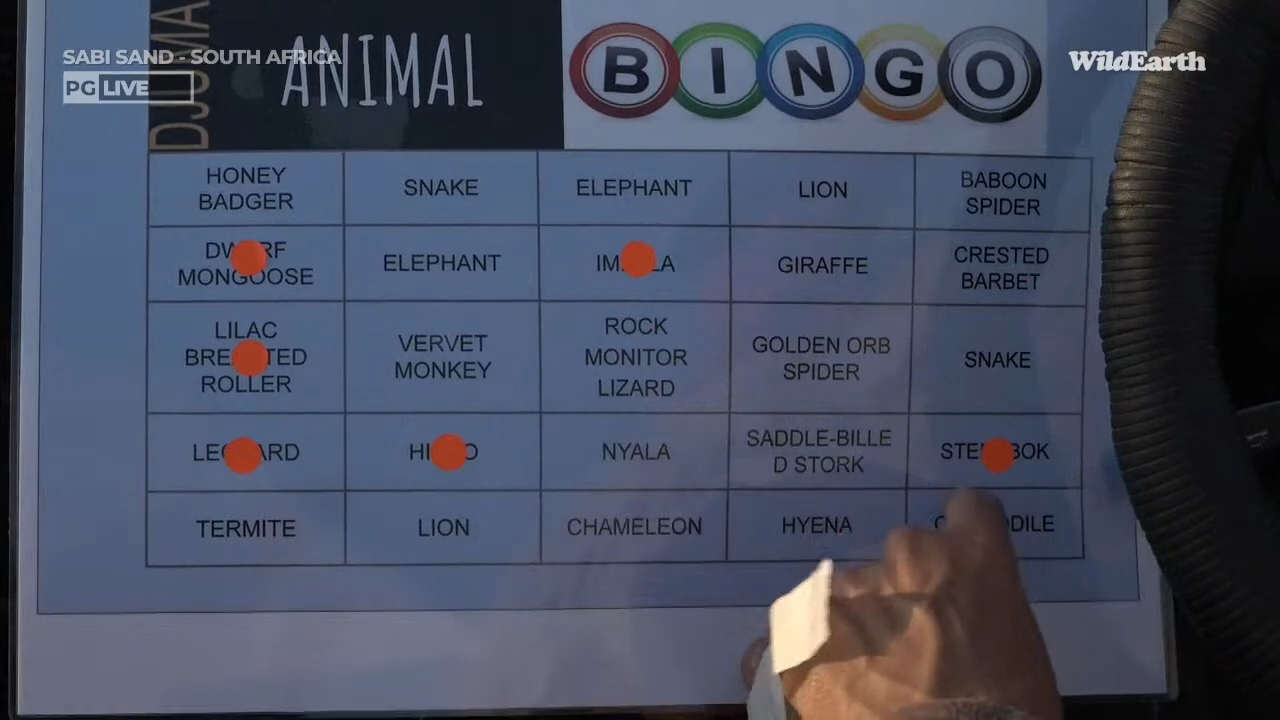 SABI SAND - SOUTH AFRICA
PG LIVE
WildEarth
DJUMA
ANIMAL
BINGO
HONEY
BADGER
SNAKE
ELEPHANT
LION
BABOON
SPIDER
MONGOOSE
ELEPHANT
GIRAFFE
CRESTED
BARBET
LILAC
ROLLER
VERVET
MONKEY
ROCK
MONITOR
LIZARD
GOLDEN ORB
SPIDER
SNAKE
NYALA
SADDLE-BILLE
D STORK
TERMITE
LION
CHAMELEON
HYENA